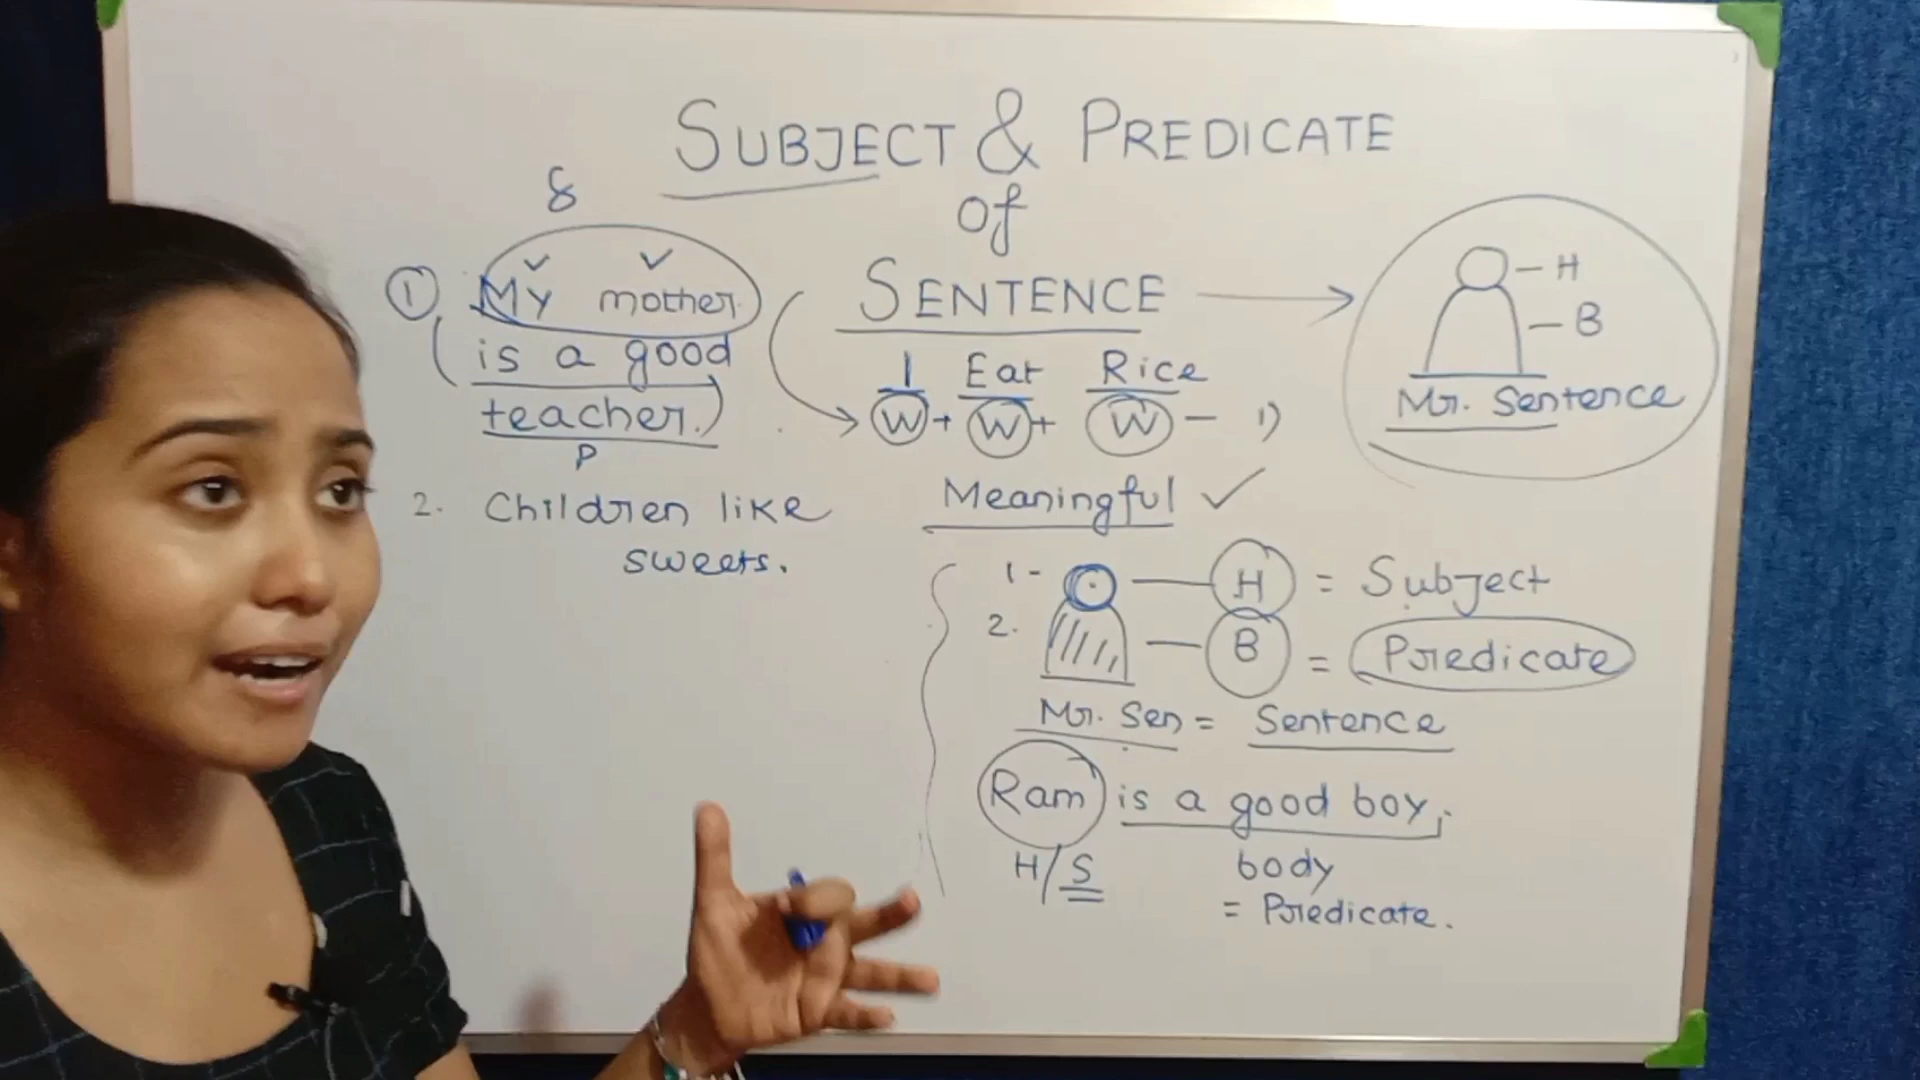 SUBJECT & PREDICATE
of
SENTENCE
H
B
Mr. Sentence
S
1 My mother
is a good
teacher.
P
2. Children like
sweets.
I Eat Rice
W + W + W - 1)
Meaningful
1 - H = Subject
2. B = Predicate
Mr. Sen = Sentence
Ram is a good boy.
H/S body
= Predicate.